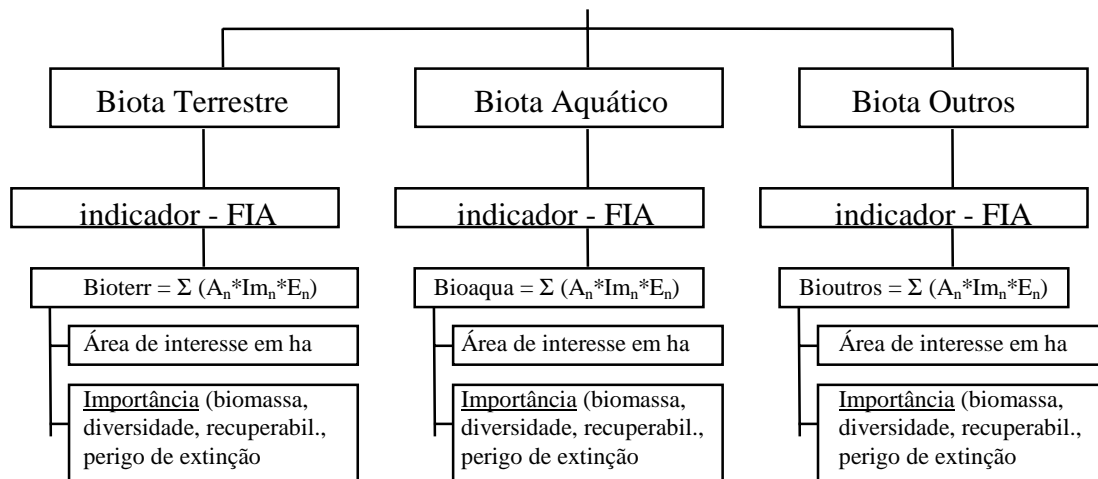 Biota Terrestre
indicador - FIA
Bioterr = Σ (Aₙ*Imₙ*Eₙ)
Área de interesse em ha
Importância (biomassa,
diversidade, recuperabil.,
perigo de extinção
Biota Aquático
indicador - FIA
Bioaqua = Σ (Aₙ*Imₙ*Eₙ)
Área de interesse em ha
Importância (biomassa,
diversidade, recuperabil.,
perigo de extinção
Biota Outros
indicador - FIA
Bioutros = Σ (Aₙ*Imₙ*Eₙ)
Área de interesse em ha
Importância (biomassa,
diversidade, recuperabil.,
perigo de extinção